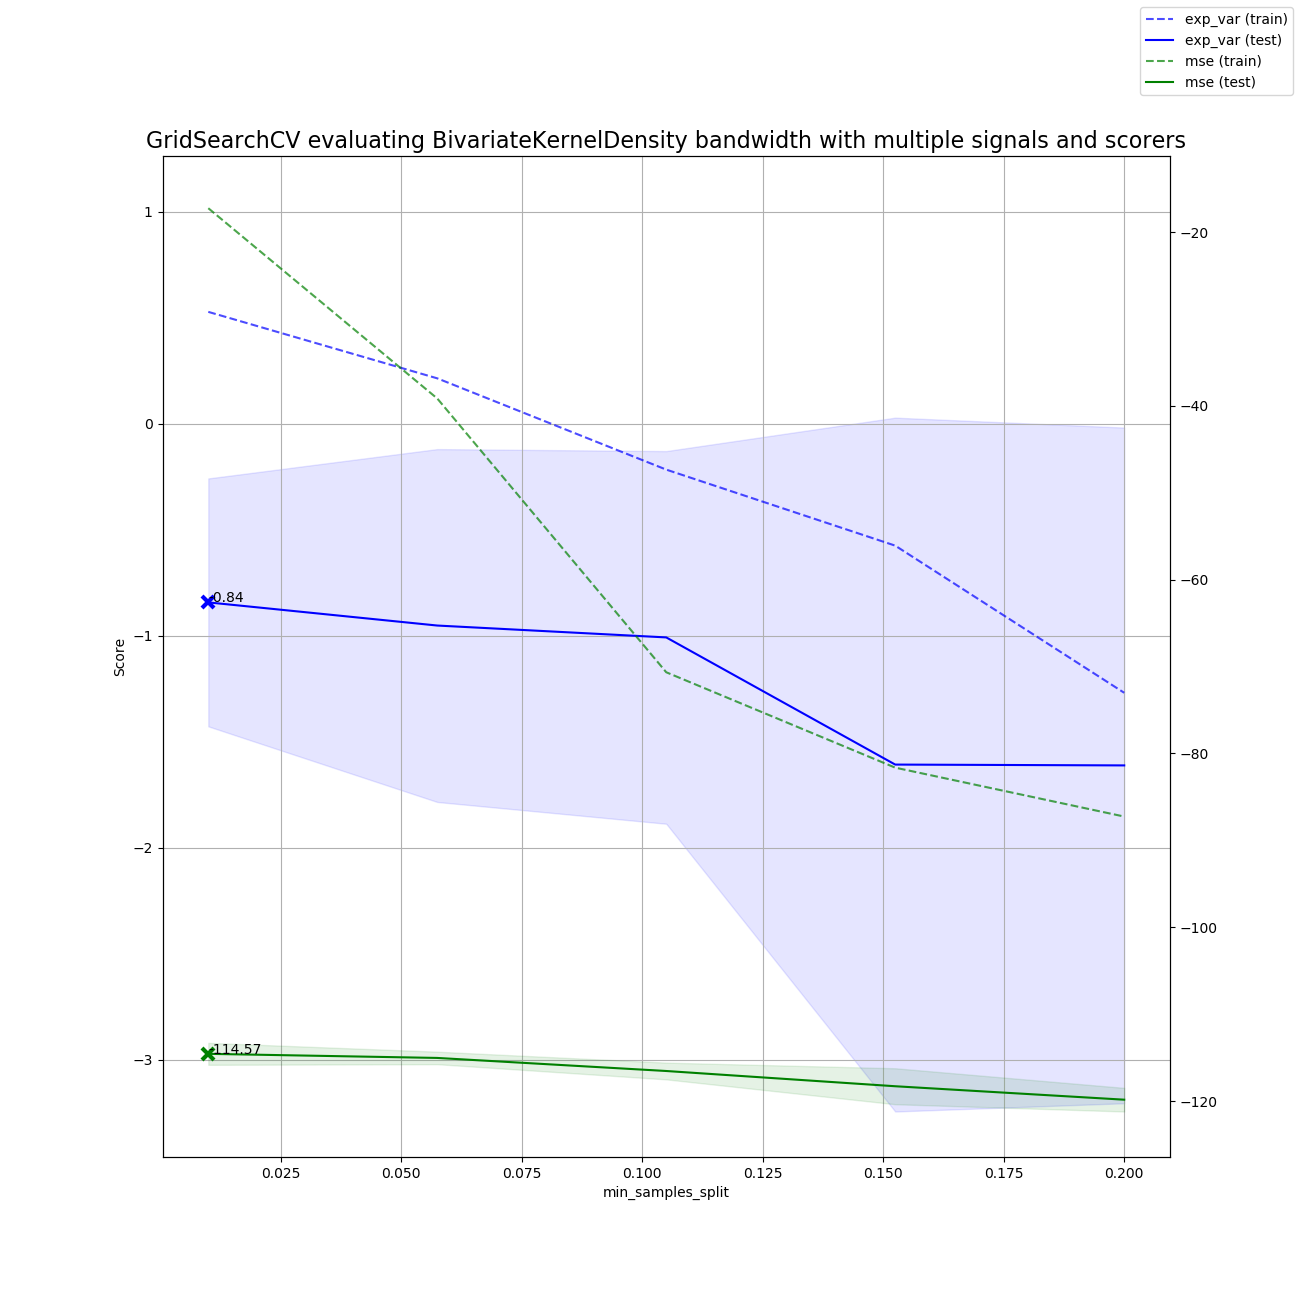 exp_var (train)
exp_var (test)
mse (train)
mse (test)
GridSearchCV evaluating BivariateKernelDensity bandwidth with multiple signals and scorers
1
0
−1
−2
−3
Score
−20
−40
−60
−80
−100
−120
-0.84
-114.57
0.025 0.050 0.075 0.100 0.125 0.150 0.175 0.200
min_samples_split